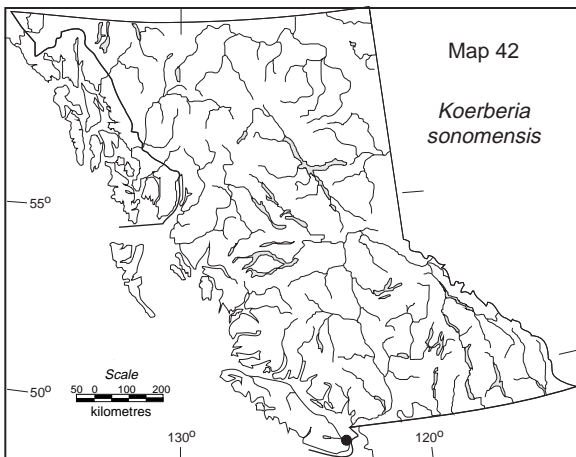 Map 42
Koerberia
sonomensis
55°
50°
Scale
50 0 100 200
kilometres
130°
120°